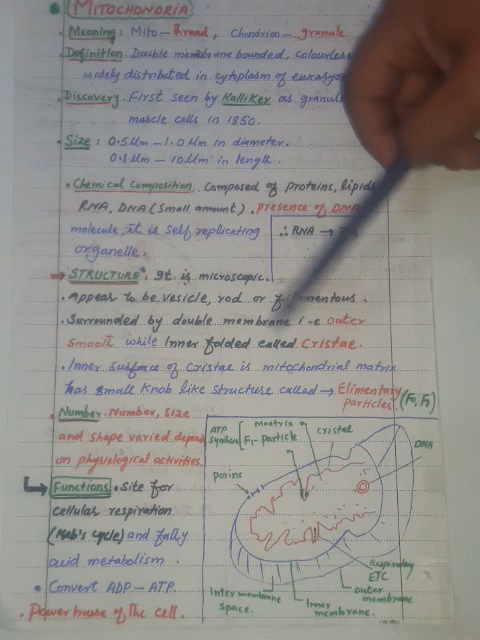 MITOCHONDRIA
Meaning: Mito - thread, Chondrion - granule
Definition. Double membrane bounded, colourless
widely distributed in cytoplasm of eukaryo
Discovery. First seen by Kalliker as granule
muscle cells in 1850.
Size: 0.5 Um - 1.0 Um in diameter.
Um - 10 Um in length.
Chemical Composition. Composed of proteins, lipids
RNA, DNA (Small amount). presence of DNA
molecule, it is self replicating
∴ RNA →
organelle.
→ STRUCTURE: It is microscopic.
Appear to be vesicle, rod or filamentous.
Surrounded by double membrane i-e outer
smooth while Inner folded called Cristae.
Inner surface of Cristae is mitochondrial matrix
has small Knob like structure called → Elimentary
particles (F₀, F₁)
Number. Number, Size
and shape varied depend
on physiological activities.
Functions. Site for
cellular respiration
(Kreb's cycle) and fatty
acid metabolism.
Convert ADP - ATP.
Power house of the cell.
ATP
synthase
Matrix
F₁ - particle
Cristae
DNA
porins
Respiratory
ETC
outer
membrane
Inter membrane
space.
Inner
membrane.